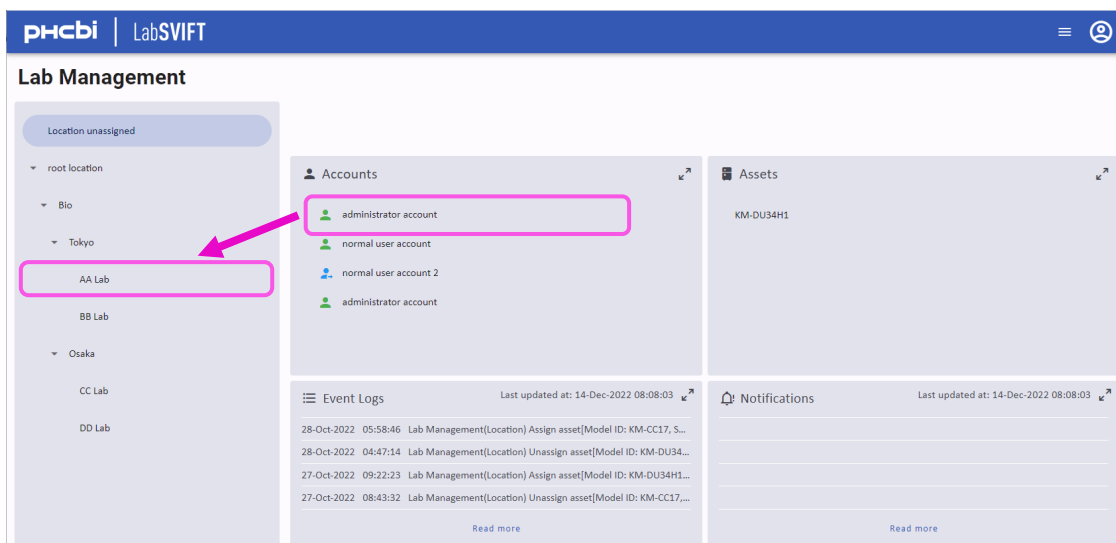 PHCbi | LabSVIFT
Lab Management
Location unassigned
root location
Bio
Tokyo
AA Lab
BB Lab
Osaka
CC Lab
DD Lab
Accounts
administrator account
normal user account
normal user account 2
administrator account
Assets
KM-DU34H1
Event Logs Last updated at: 14-Dec-2022 08:08:03
28-Oct-2022 05:58:46 Lab Management(Location) Assign asset[Model ID: KM-CC17, S...
28-Oct-2022 04:47:14 Lab Management(Location) Unassign asset[Model ID: KM-DU34...
27-Oct-2022 09:22:23 Lab Management(Location) Assign asset[Model ID: KM-DU34H1...
27-Oct-2022 08:43:32 Lab Management(Location) Unassign asset[Model ID: KM-CC17,...
Read more
Notifications Last updated at: 14-Dec-2022 08:08:03
Read more